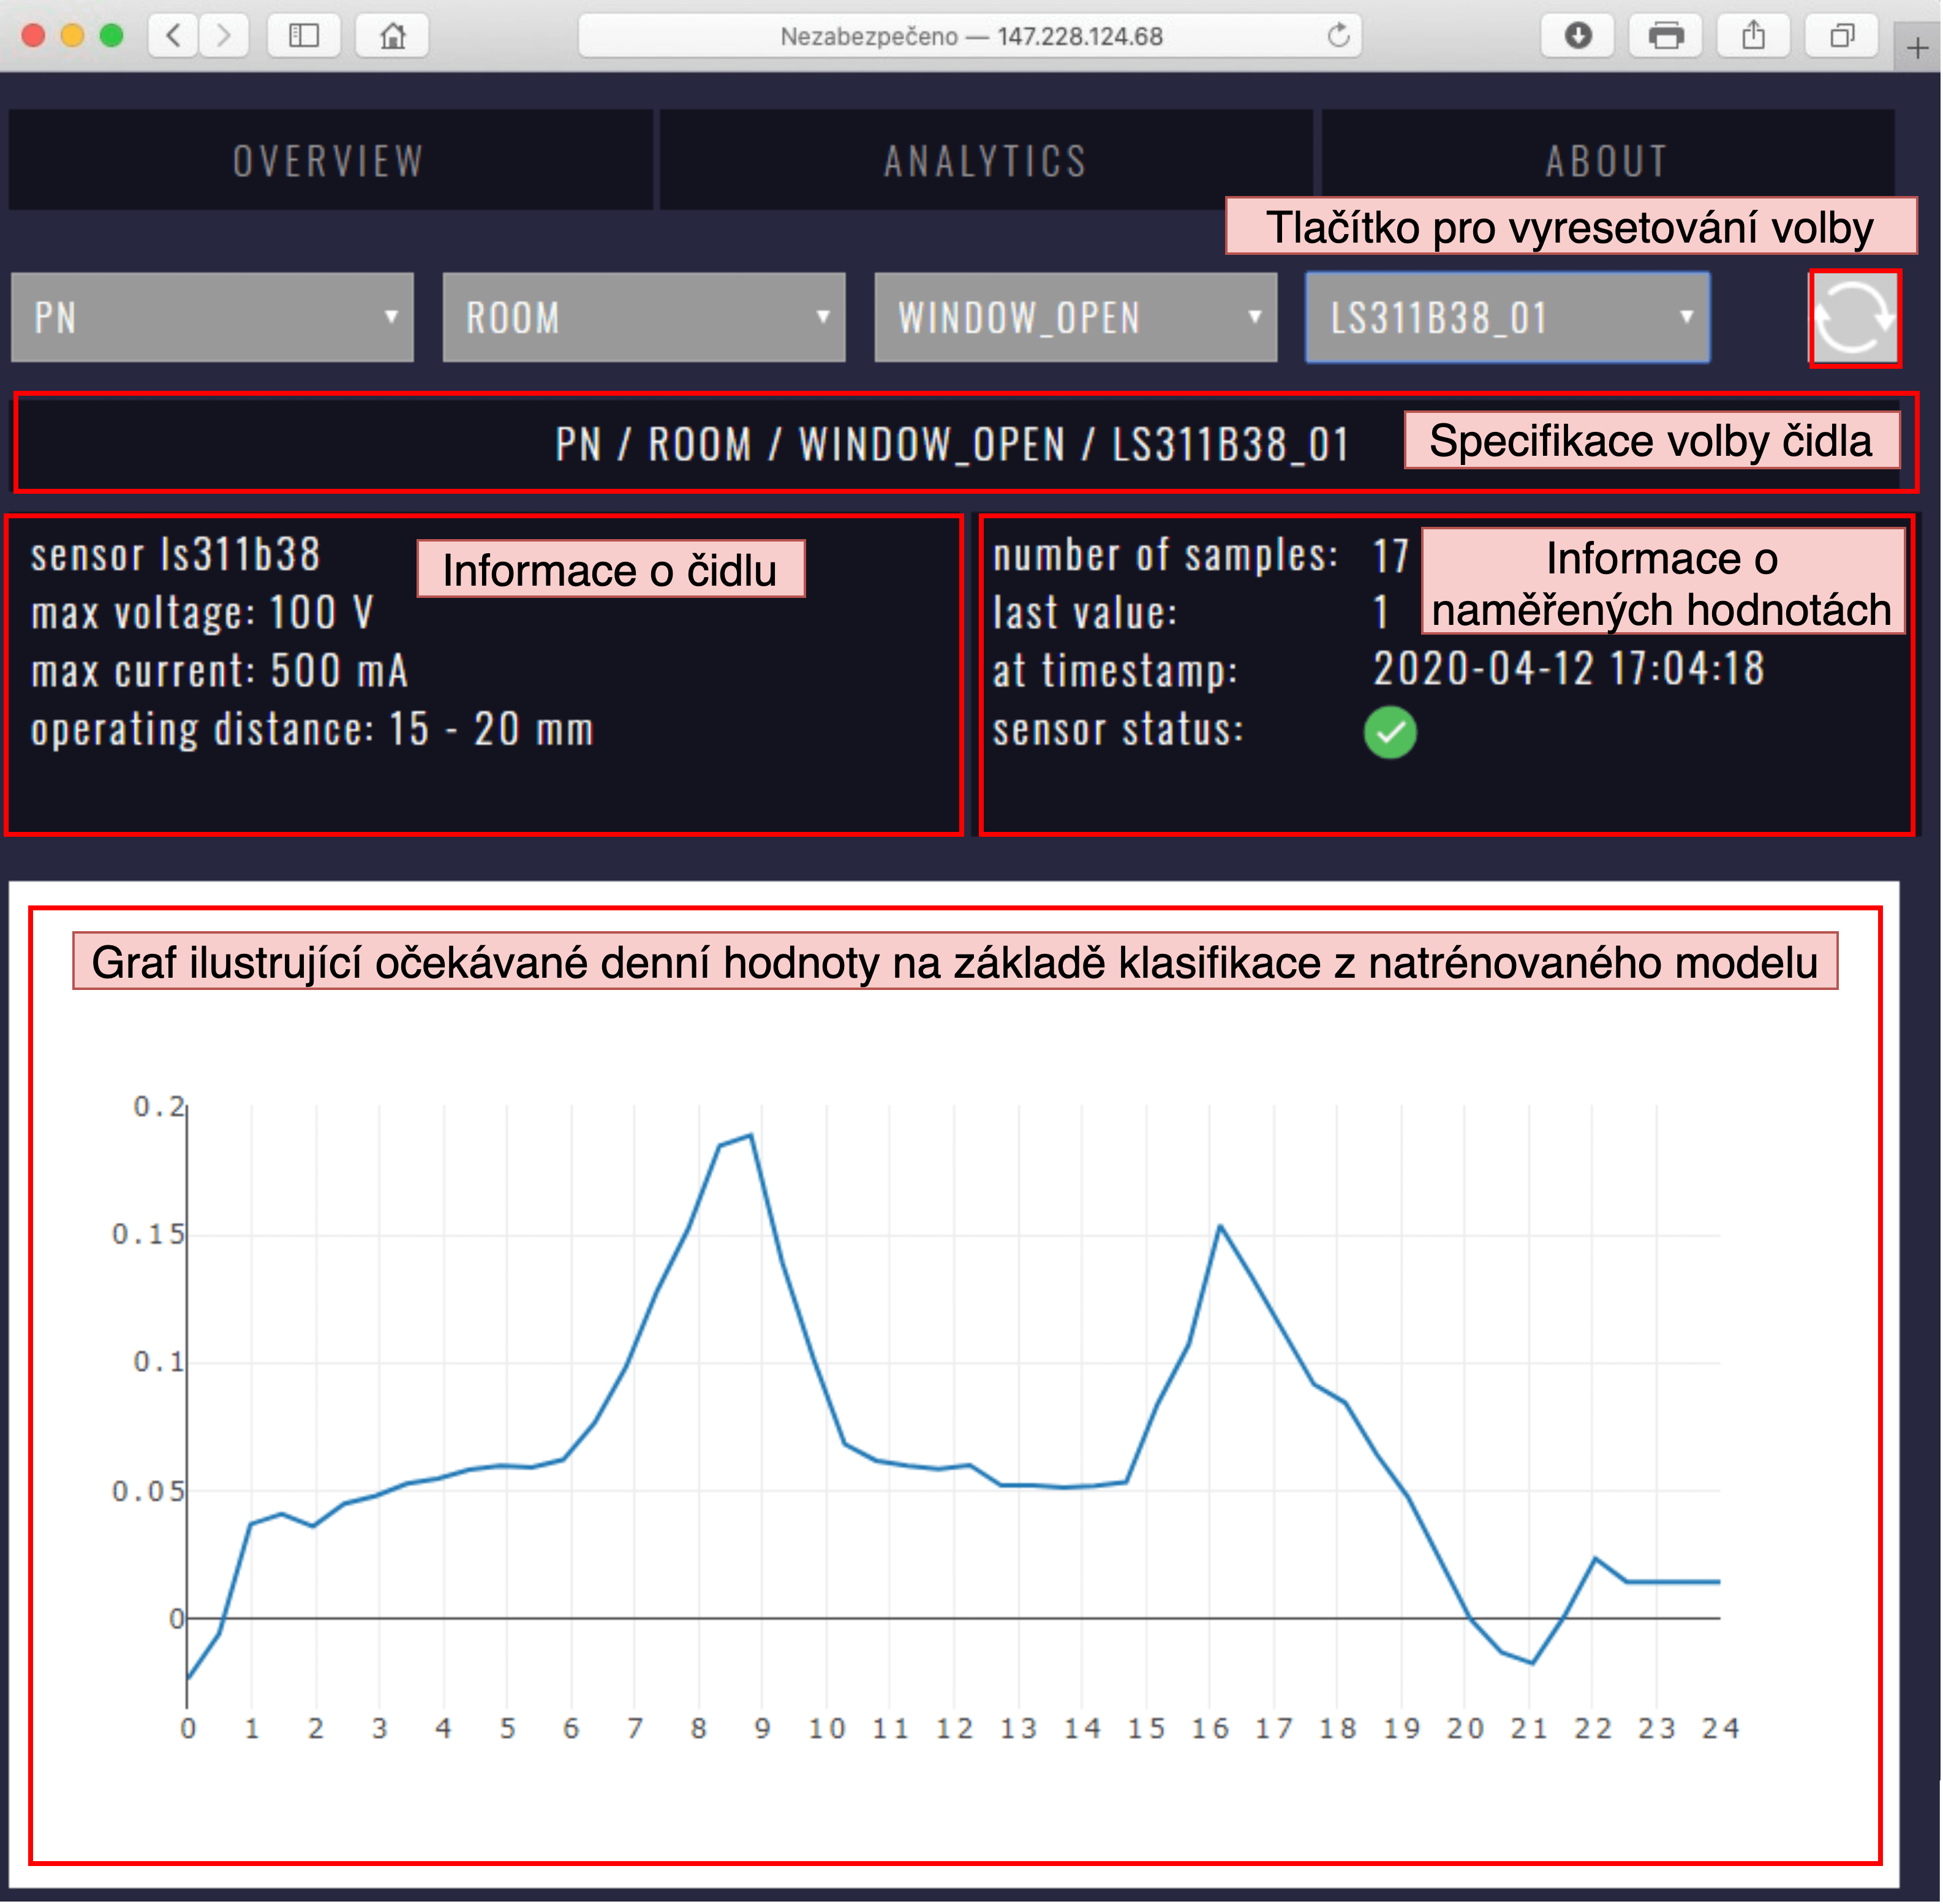 Nezabezpečeno — 147.228.124.68
OVERVIEW
ANALYTICS
ABOUT
Tlačítko pro vyresetování volby
PN
ROOM
WINDOW_OPEN
LS311B38_01
PN / ROOM / WINDOW_OPEN / LS311B38_01
Specifikace volby čidla
sensor ls311b38
max voltage: 100 V
max current: 500 mA
operating distance: 15 - 20 mm
Informace o čidlu
number of samples: 17
last value: 1
at timestamp: 2020-04-12 17:04:18
sensor status:
Informace o
naměřených hodnotách
Graf ilustrující očekávané denní hodnoty na základě klasifikace z natrénovaného modelu
0.2
0.15
0.1
0.05
0
0 1 2 3 4 5 6 7 8 9 10 11 12 13 14 15 16 17 18 19 20 21 22 23 24